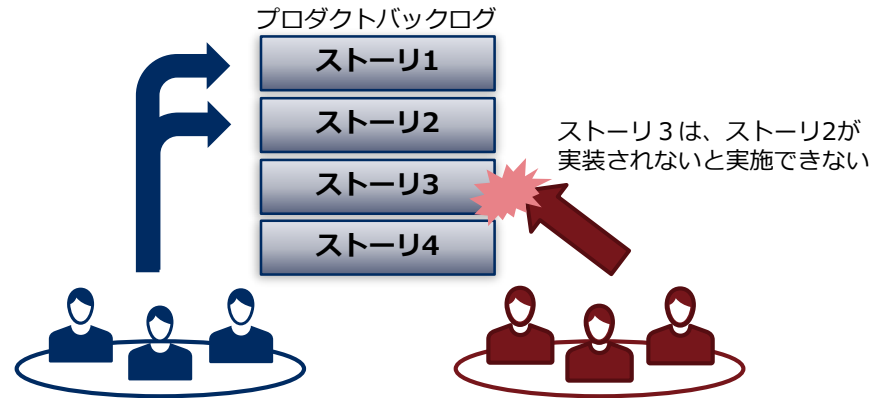 プロダクトバックログ
ストーリ1
ストーリ2
ストーリ3
ストーリ4
ストーリ３は、ストーリ2が
実装されないと実施できない